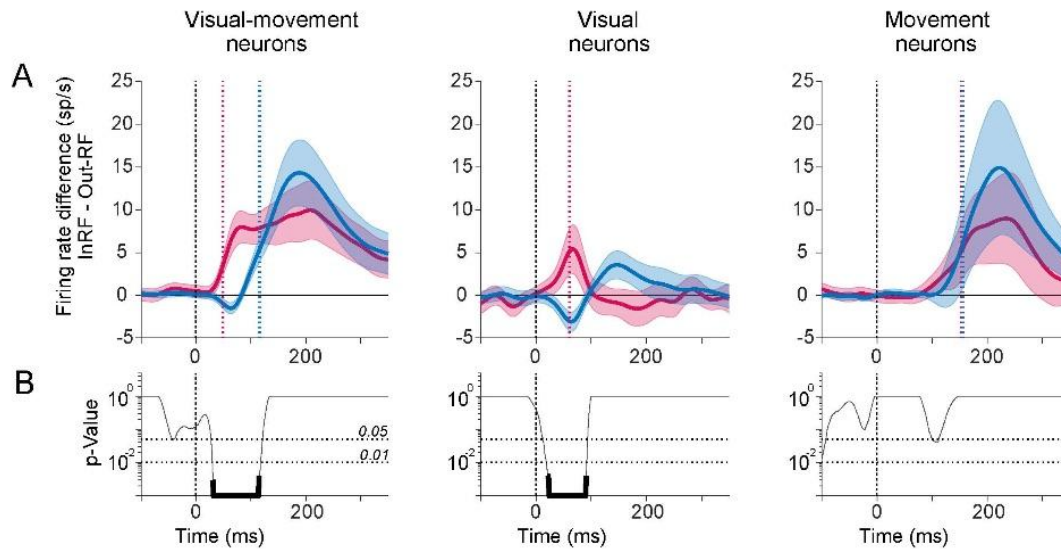 Visual-movement
neurons
Visual
neurons
Movement
neurons
A
Firing rate difference (sp/s)
InRF - Out-RF
25
20
15
10
5
0
-5
0
200
25
20
15
10
5
0
-5
0
200
25
20
15
10
5
0
-5
0
200
B
p-Value
10^0
10^-2
0.05
0.01
0
200
Time (ms)
10^0
10^-2
0
200
Time (ms)
10^0
10^-2
0
200
Time (ms)